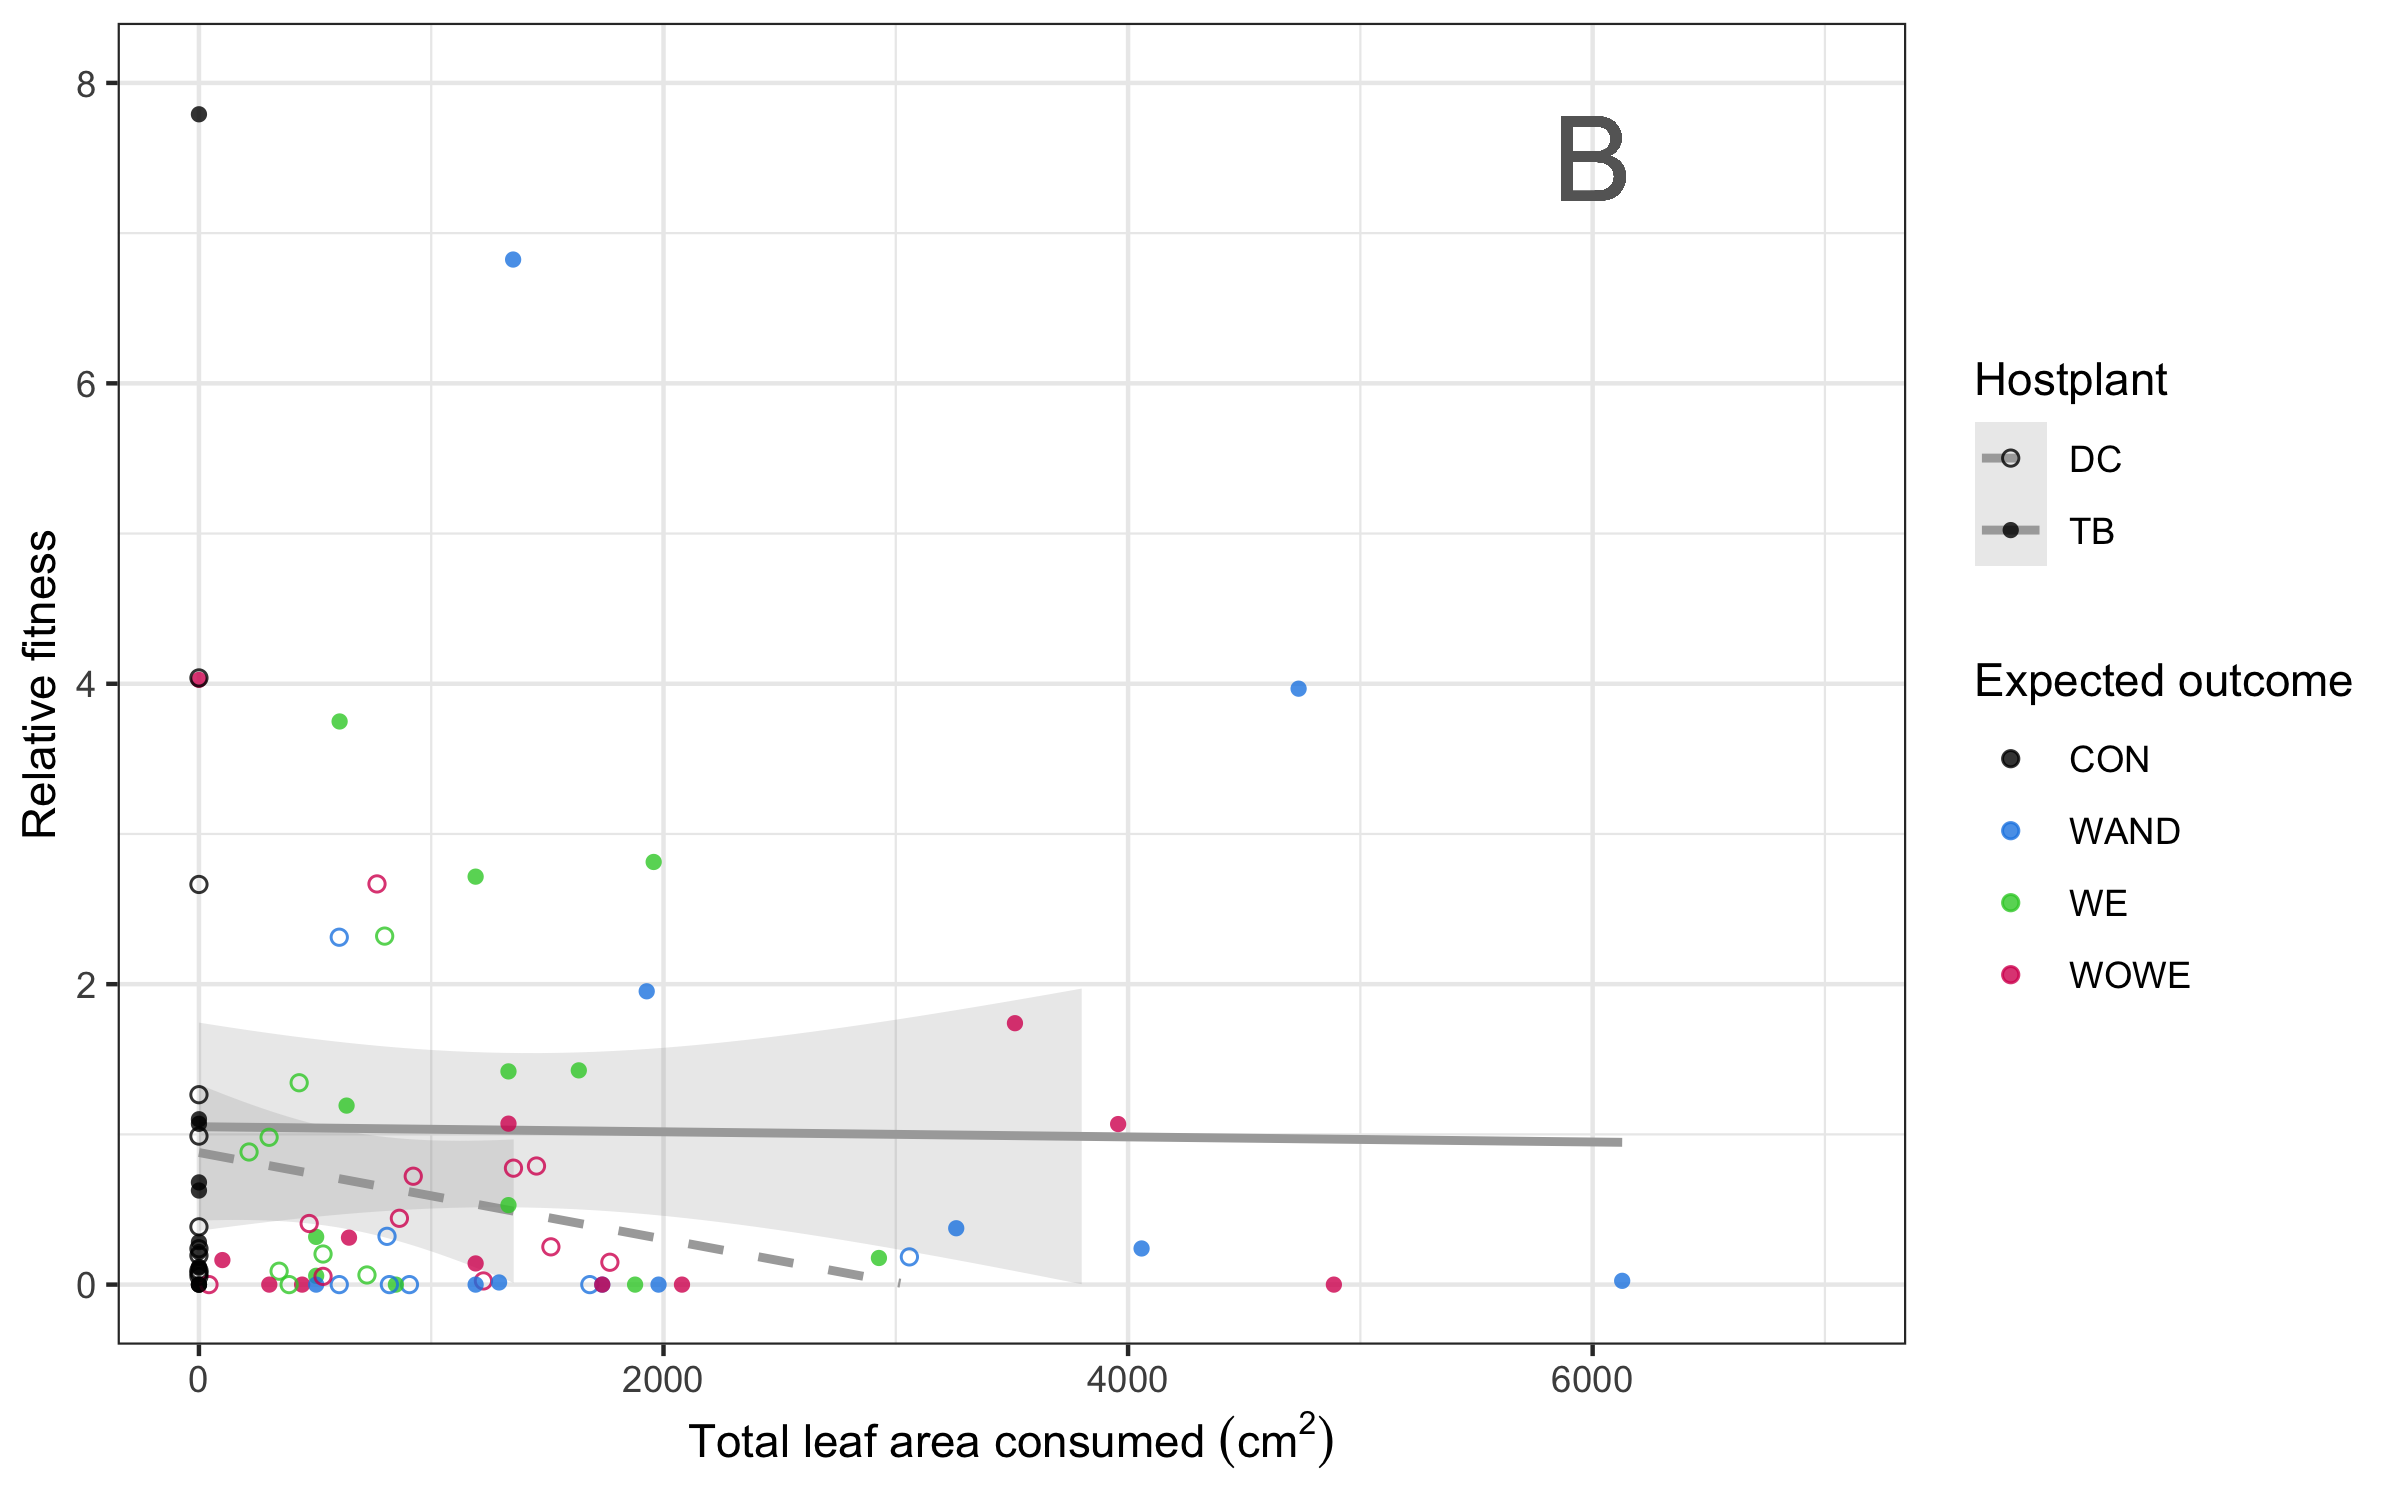 B
8
6
4
2
0
Relative fitness
0 2000 4000 6000
Total leaf area consumed (cm²)
Hostplant
DC
TB
Expected outcome
CON
WAND
WE
WOWE